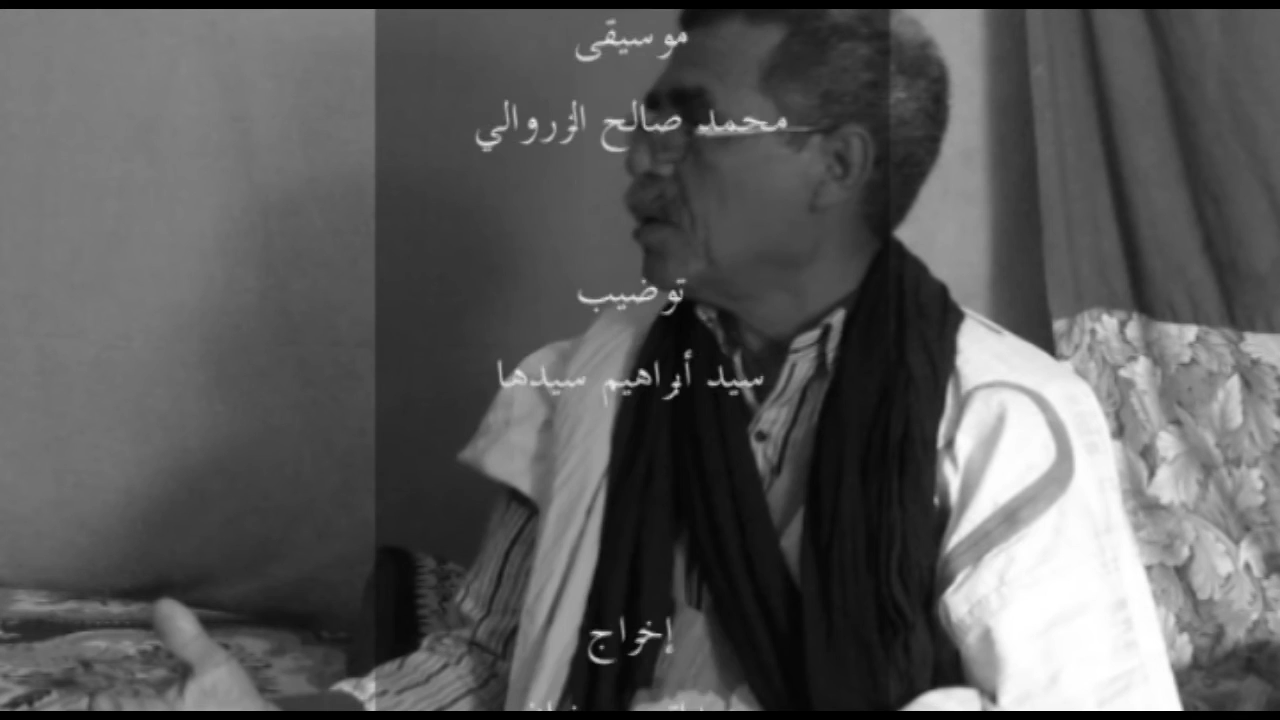 موسيقى
محمد صالح الزروالي
توضيب
سيد أبراهيم سيدها
إخراج